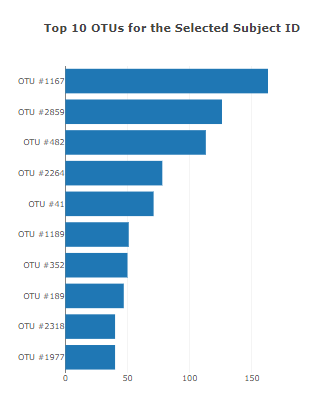 Top 10 OTUs for the Selected Subject ID
OTU #1167
OTU #2859
OTU #482
OTU #2264
OTU #41
OTU #1189
OTU #352
OTU #189
OTU #2318
OTU #1977
0 50 100 150